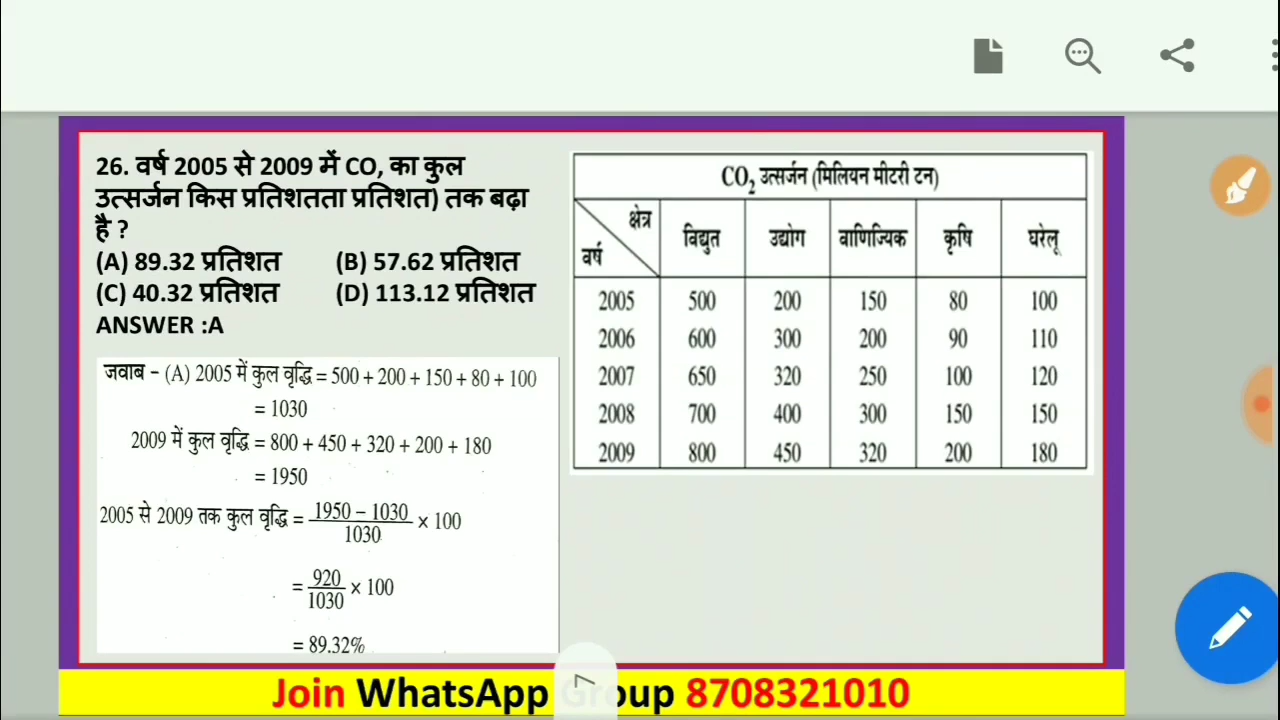 26. वर्ष 2005 से 2009 में CO, का कुल
उत्सर्जन किस प्रतिशतता प्रतिशत) तक बढ़ा
है ?
(A) 89.32 प्रतिशत (B) 57.62 प्रतिशत
(C) 40.32 प्रतिशत (D) 113.12 प्रतिशत
ANSWER :A
जवाब - (A) 2005 में कुल वृद्धि = 500 + 200 + 150 + 80 + 100
= 1030
2009 में कुल वृद्धि = 800 + 450 + 320 + 200 + 180
= 1950
2005 से 2009 तक कुल वृद्धि = 1950 – 1030 / 1030 × 100
= 920 / 1030 × 100
= 89.32%
CO₂ उत्सर्जन (मिलियन मीटरी टन)
क्षेत्र
वर्ष विद्युत उद्योग वाणिज्यिक कृषि घरेलू
2005 500 200 150 80 100
2006 600 300 200 90 110
2007 650 320 250 100 120
2008 700 400 300 150 150
2009 800 450 320 200 180
Join WhatsApp Group 8708321010
7